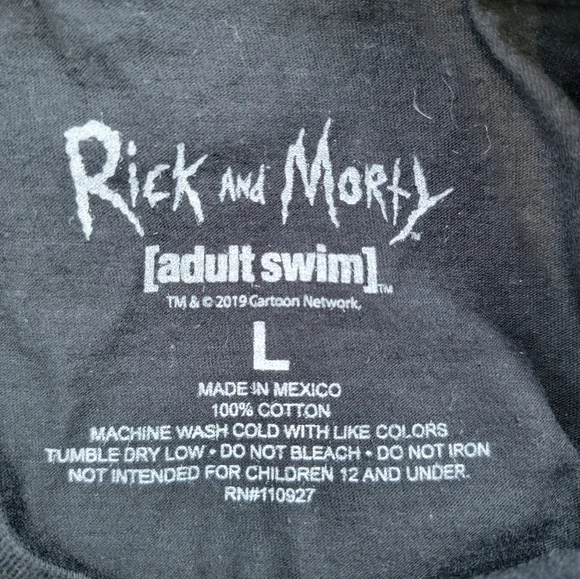 Rick and Morty™
[adult swim]™
TM & © 2019 Cartoon Network.
L
MADE IN MEXICO
100% COTTON
MACHINE WASH COLD WITH LIKE COLORS
TUMBLE DRY LOW • DO NOT BLEACH • DO NOT IRON
NOT INTENDED FOR CHILDREN 12 AND UNDER.
RN#110927